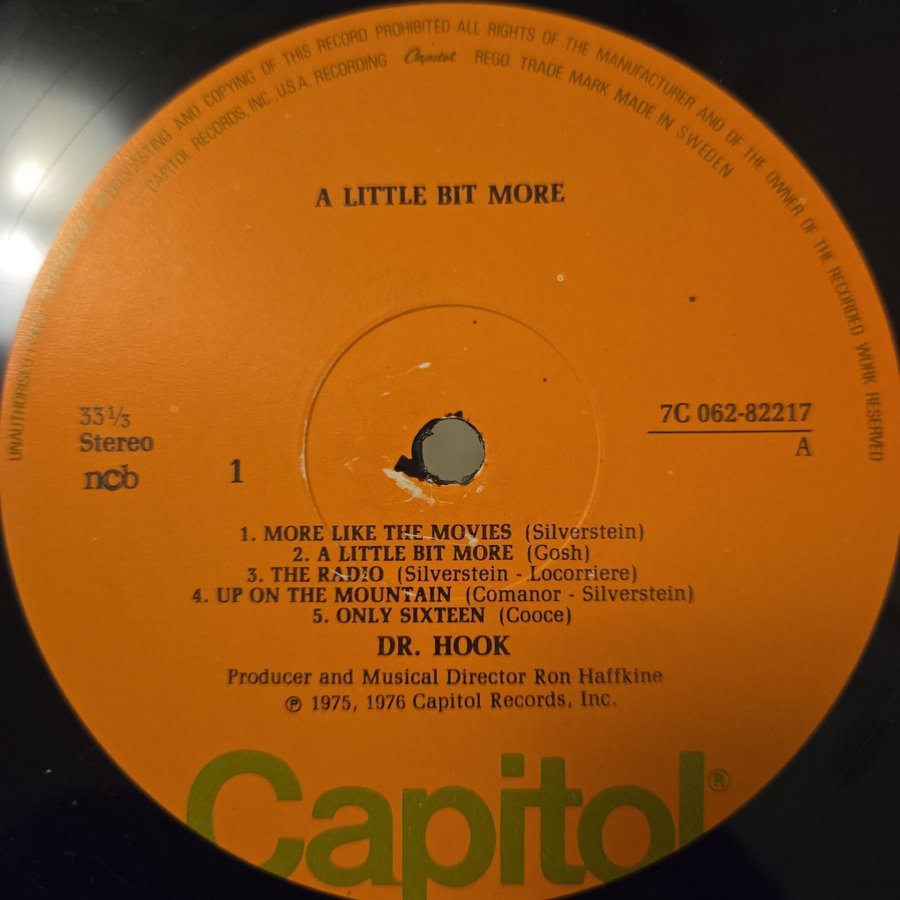 UNAUTHORISED PUBLIC PERFORMANCE BROADCASTING AND COPYING OF THIS RECORD PROHIBITED·ALL RIGHTS OF THE MANUFACTURER AND OF THE OWNER OF THE RECORDED WORK RESERVED
CAPITOL RECORDS, INC., U.S.A. RECORDING Capitol REGD TRADE MARK MADE IN SWEDEN
A LITTLE BIT MORE
33⅓
Stereo
ncb
1
7C 062-82217
A
1. MORE LIKE THE MOVIES (Silverstein)
2. A LITTLE BIT MORE (Gosh)
3. THE RADIO (Silverstein - Locorriere)
4. UP ON THE MOUNTAIN (Comanor - Silverstein)
5. ONLY SIXTEEN (Cooce)
DR. HOOK
Producer and Musical Director Ron Haffkine
℗ 1975, 1976 Capitol Records, Inc.
Capitol®